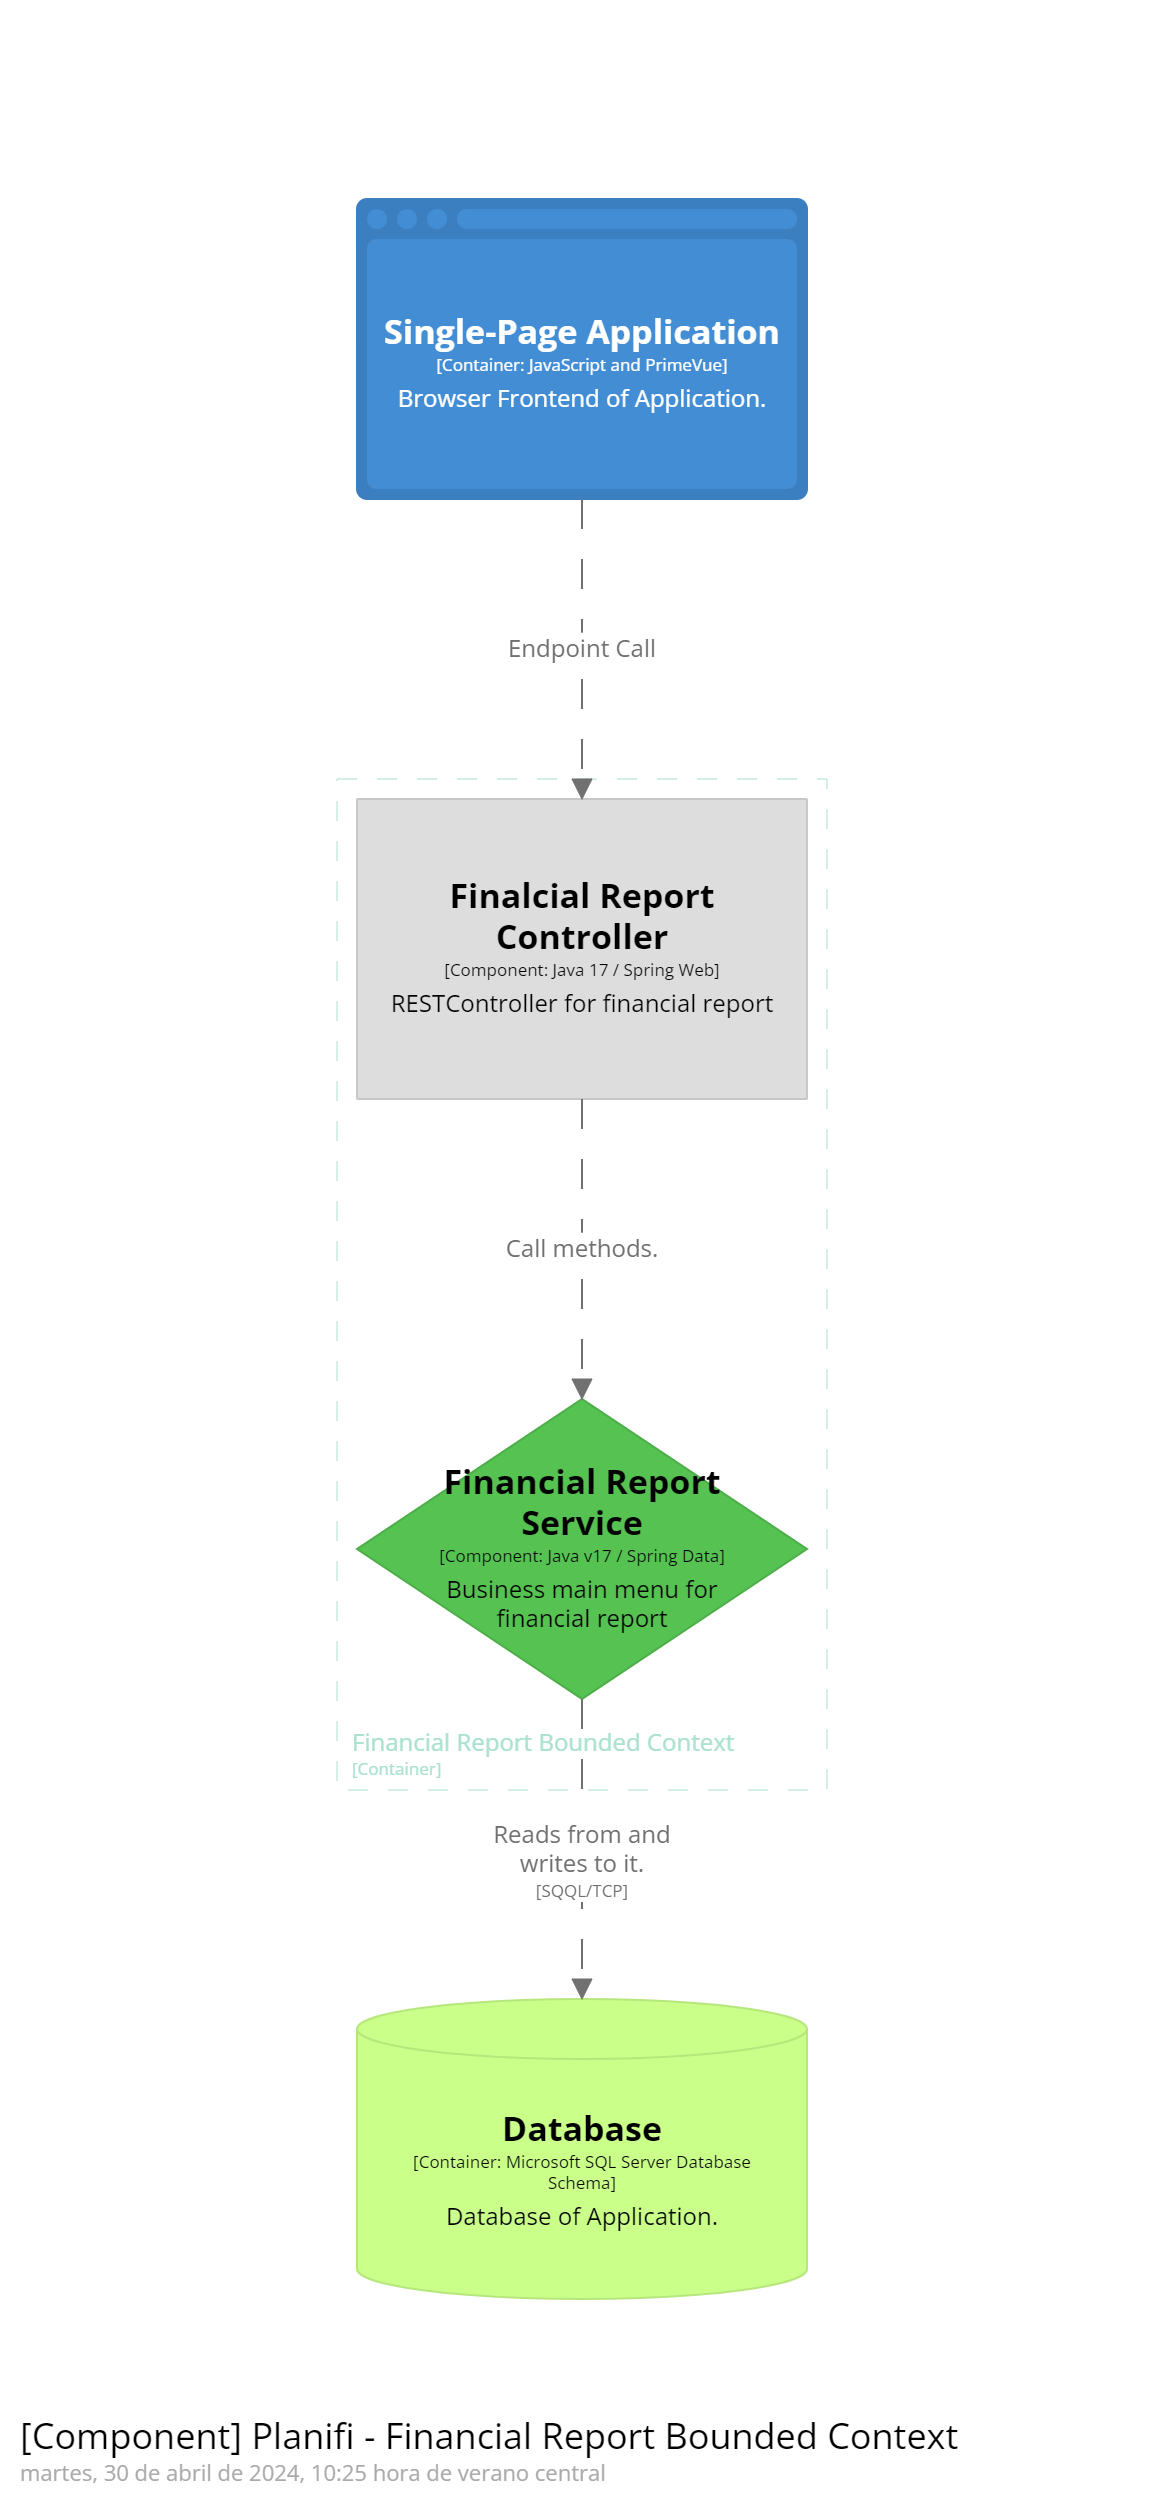 Single-Page Application
[Container: JavaScript and PrimeVue]
Browser Frontend of Application.
Endpoint Call
Finalcial Report
Controller
[Component: Java 17 / Spring Web]
RESTController for financial report
Call methods.
Financial Report
Service
[Component: Java v17 / Spring Data]
Business main menu for
financial report
Financial Report Bounded Context
[Container]
Reads from and
writes to it.
[SQQL/TCP]
Database
[Container: Microsoft SQL Server Database
Schema]
Database of Application.
[Component] Planifi - Financial Report Bounded Context
martes, 30 de abril de 2024, 10:25 hora de verano central